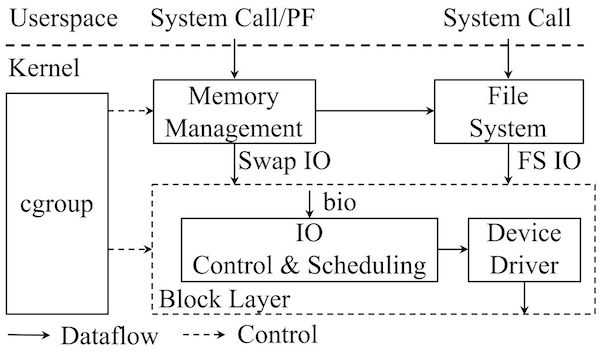 Userspace
System Call/PF
System Call
Kernel
Memory
Management
File
System
Swap IO
FS IO
cgroup
bio
IO
Control & Scheduling
Device
Driver
Block Layer
Dataflow
Control